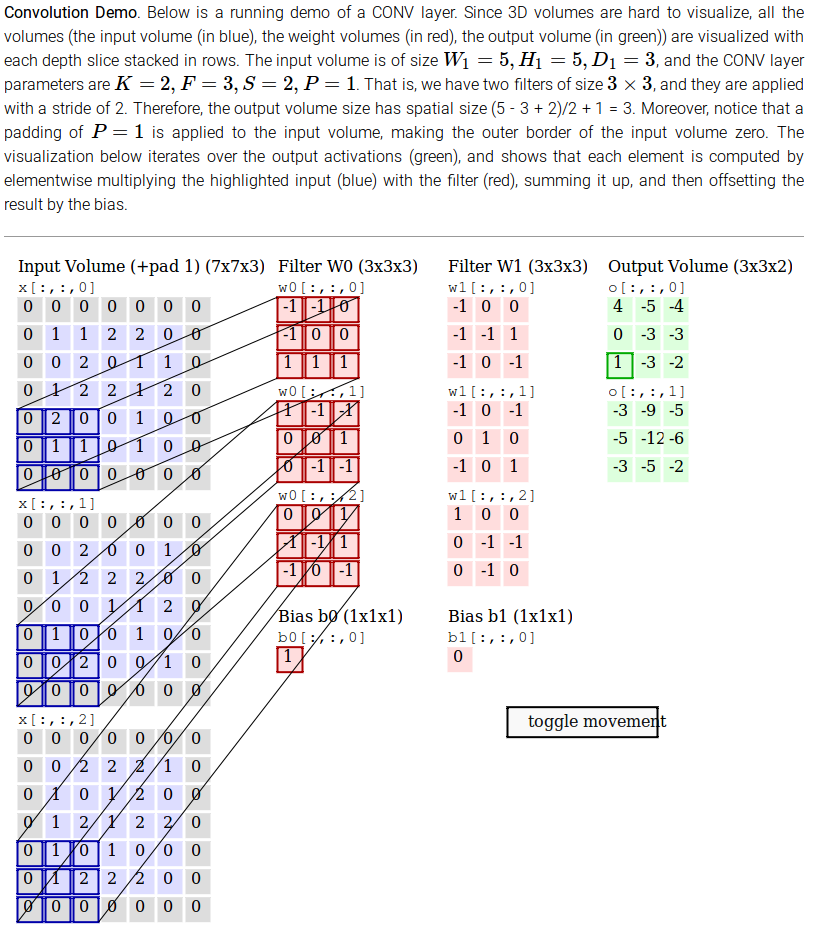 Convolution Demo. Below is a running demo of a CONV layer. Since 3D volumes are hard to visualize, all the
volumes (the input volume (in blue), the weight volumes (in red), the output volume (in green)) are visualized with
each depth slice stacked in rows. The input volume is of size W₁ = 5, H₁ = 5, D₁ = 3, and the CONV layer
parameters are K = 2, F = 3, S = 2, P = 1. That is, we have two filters of size 3 × 3, and they are applied
with a stride of 2. Therefore, the output volume size has spatial size (5 - 3 + 2)/2 + 1 = 3. Moreover, notice that a
padding of P = 1 is applied to the input volume, making the outer border of the input volume zero. The
visualization below iterates over the output activations (green), and shows that each element is computed by
elementwise multiplying the highlighted input (blue) with the filter (red), summing it up, and then offsetting the
result by the bias.
Input Volume (+pad 1) (7x7x3)
x[:,:,0]
0 0 0 0 0 0 0
0 1 1 2 2 0 0
0 0 2 0 1 1 0
0 1 2 2 1 2 0
0 2 0 0 1 0 0
0 1 1 0 1 0 0
0 0 0 0 0 0 0
x[:,:,1]
0 0 0 0 0 0 0
0 0 2 0 0 1 0
0 1 2 2 2 0 0
0 0 0 1 1 2 0
0 1 0 0 1 0 0
0 0 2 0 0 1 0
0 0 0 0 0 0 0
x[:,:,2]
0 0 0 0 0 0 0
0 0 2 2 2 1 0
0 1 0 1 2 0 0
0 1 2 1 2 2 0
0 1 0 1 0 0 0
0 1 2 2 2 0 0
0 0 0 0 0 0 0
Filter W0 (3x3x3)
w0[:,:,0]
-1 -1 0
-1 0 0
1 1 1
w0[:,:,1]
1 -1 -1
0 0 1
0 -1 -1
w0[:,:,2]
0 0 1
-1 -1 1
-1 0 -1
Bias b0 (1x1x1)
b0[:,:,0]
1
Filter W1 (3x3x3)
w1[:,:,0]
-1 0 0
-1 -1 1
-1 0 -1
w1[:,:,1]
-1 0 -1
0 1 0
-1 0 1
w1[:,:,2]
1 0 0
0 -1 -1
0 -1 0
Bias b1 (1x1x1)
b1[:,:,0]
0
Output Volume (3x3x2)
o[:,:,0]
4 -5 -4
0 -3 -3
1 -3 -2
o[:,:,1]
-3 -9 -5
-5 -12 -6
-3 -5 -2
toggle movement